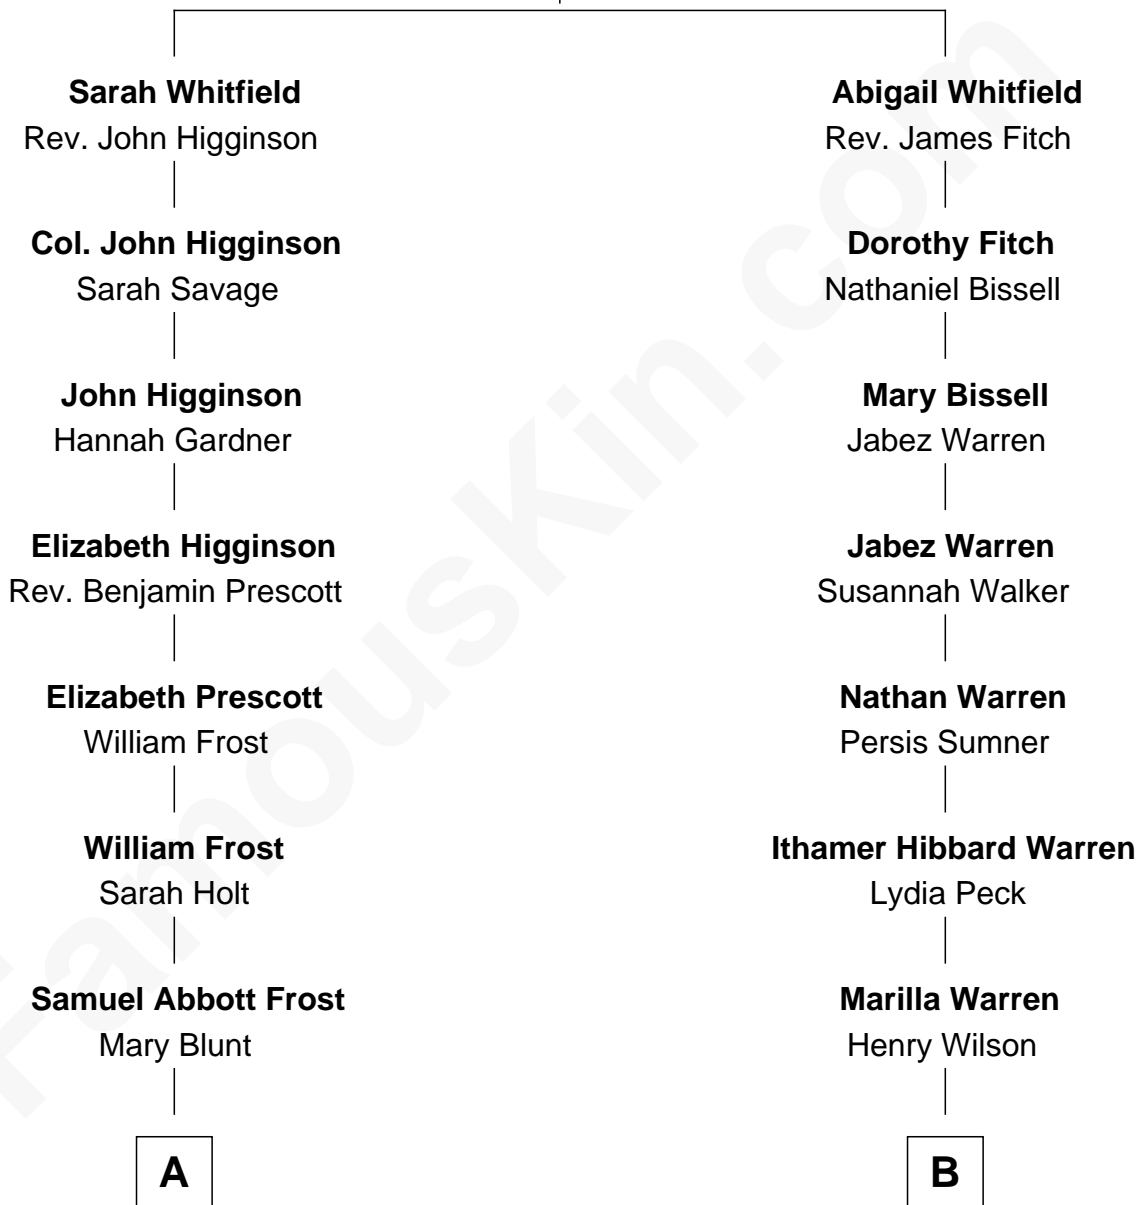 Sarah Whitfield
Rev. John Higginson
Col. John Higginson
Sarah Savage
John Higginson
Hannah Gardner
Elizabeth Higginson
Rev. Benjamin Prescott
Elizabeth Prescott
William Frost
William Frost
Sarah Holt
Samuel Abbott Frost
Mary Blunt
A
Abigail Whitfield
Rev. James Fitch
Dorothy Fitch
Nathaniel Bissell
Mary Bissell
Jabez Warren
Jabez Warren
Susannah Walker
Nathan Warren
Persis Sumner
Ithamer Hibbard Warren
Lydia Peck
Marilla Warren
Henry Wilson
B
FamousKin.com